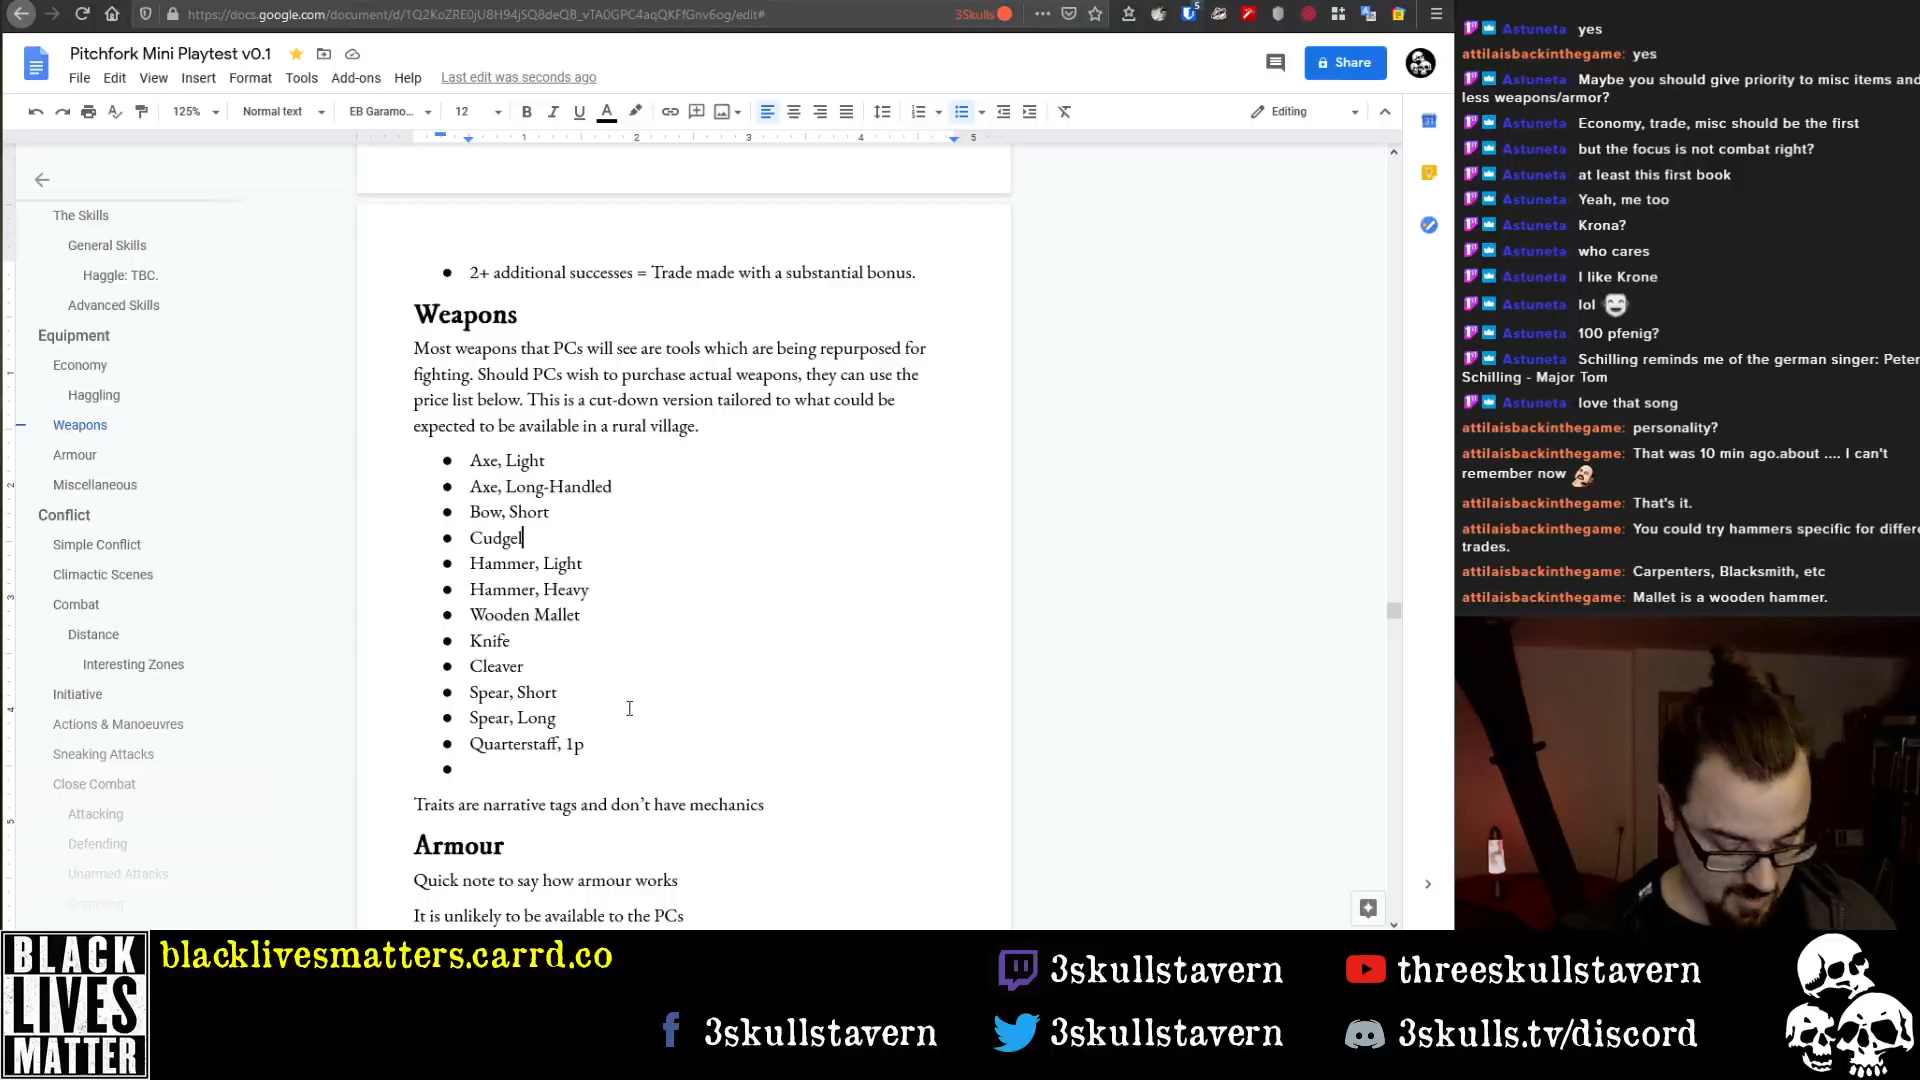 https://docs.google.com/document/d/1Q2KoZRE0jU8H94jSQ8deQB_vTA0GPC4aqQKFfGnv6og/edit#
3Skulls
5
Pitchfork Mini Playtest v0.1
File Edit View Insert Format Tools Add-ons Help Last edit was seconds ago
Share
125% Normal text EB Garamo... 12 B I U A Editing
1 2 3 4 5
The Skills
General Skills
Haggle: TBC.
Advanced Skills
Equipment
Economy
Haggling
Weapons
Armour
Miscellaneous
Conflict
Simple Conflict
Climactic Scenes
Combat
Distance
Interesting Zones
Initiative
Actions & Manoeuvres
Sneaking Attacks
Close Combat
Attacking
Defending
Unarmed Attacks
Grappling
1
2
3
4
5
● 2+ additional successes = Trade made with a substantial bonus.
Weapons
Most weapons that PCs will see are tools which are being repurposed for
fighting. Should PCs wish to purchase actual weapons, they can use the
price list below. This is a cut-down version tailored to what could be
expected to be available in a rural village.
● Axe, Light
● Axe, Long-Handled
● Bow, Short
● Cudgel
● Hammer, Light
● Hammer, Heavy
● Wooden Mallet
● Knife
● Cleaver
● Spear, Short
● Spear, Long
● Quarterstaff, 1p
●
Traits are narrative tags and don’t have mechanics
Armour
Quick note to say how armour works
It is unlikely to be available to the PCs
31
Astuneta yes
attilaisbackinthegame: yes
Astuneta Maybe you should give priority to misc items and
less weapons/armor?
Astuneta Economy, trade, misc should be the first
Astuneta but the focus is not combat right?
Astuneta at least this first book
Astuneta Yeah, me too
Astuneta Krona?
Astuneta who cares
Astuneta I like Krone
Astuneta lol
Astuneta 100 pfenig?
Astuneta Schilling reminds me of the german singer: Peter
Schilling - Major Tom
Astuneta love that song
attilaisbackinthegame: personality?
attilaisbackinthegame: That was 10 min ago.about .... I can't
remember now
attilaisbackinthegame: That's it.
attilaisbackinthegame: You could try hammers specific for differe
trades.
attilaisbackinthegame: Carpenters, Blacksmith, etc
attilaisbackinthegame: Mallet is a wooden hammer.
BLACK
LIVES
MATTER
blacklivesmatters.carrd.co
3skullstavern
threeskullstavern
3skullstavern
3skullstavern
3skulls.tv/discord